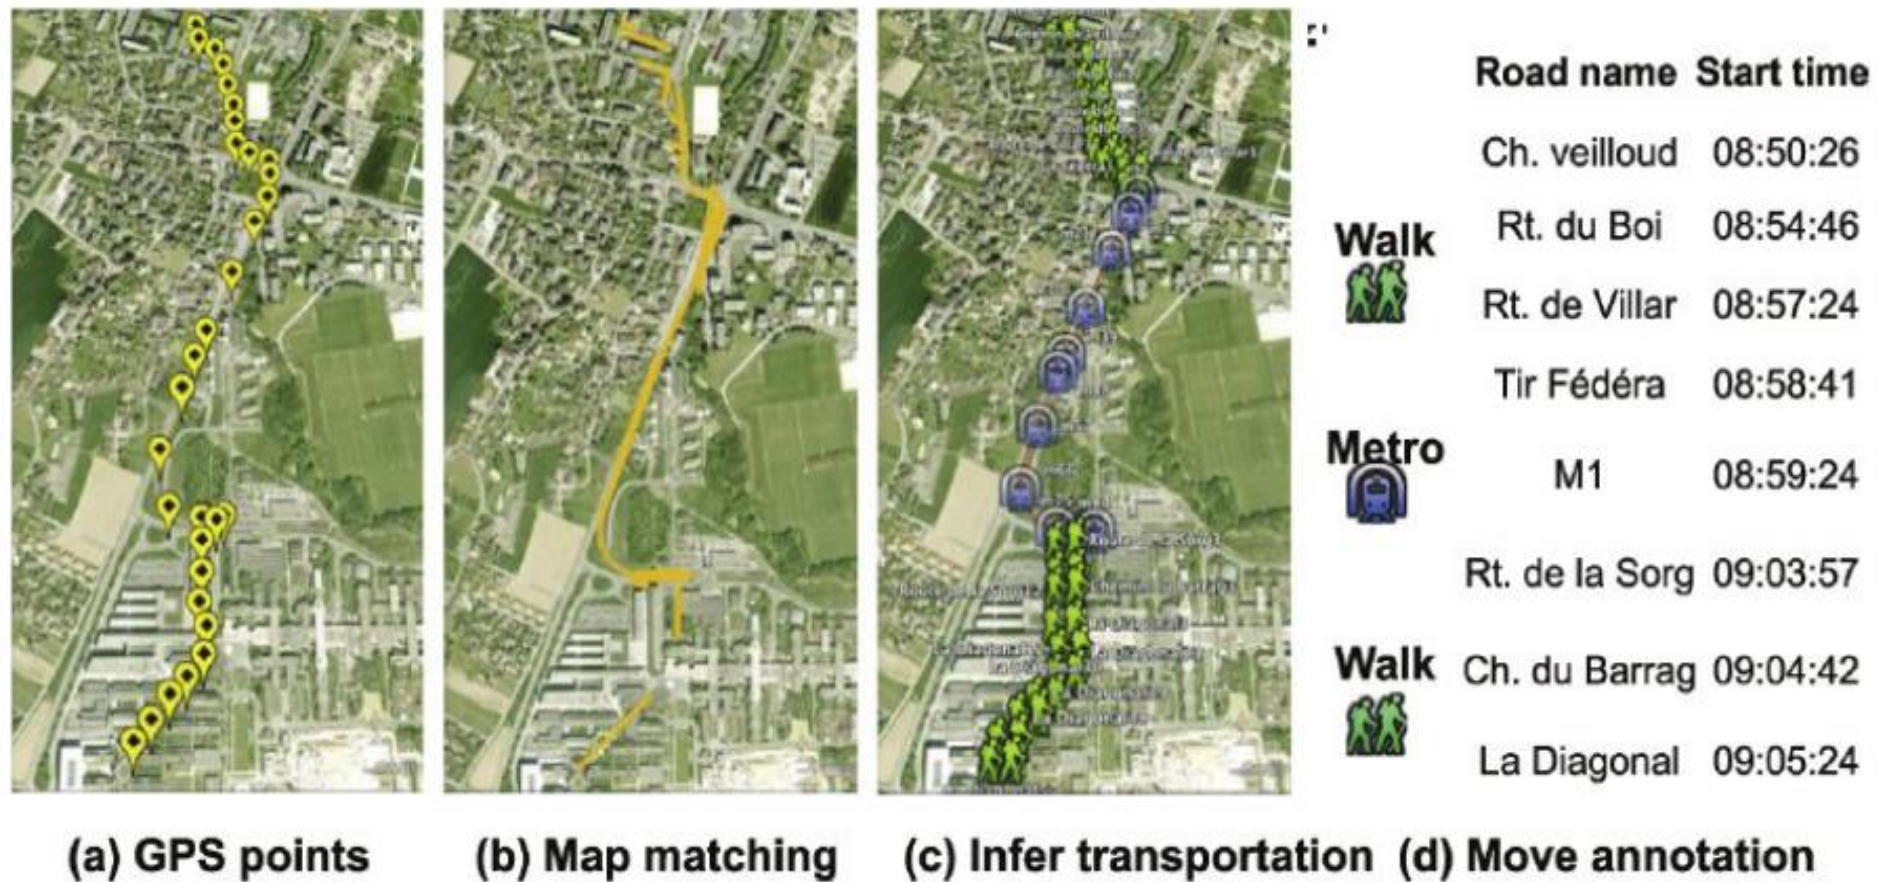 Road name Start time
Ch. veilloud 08:50:26
Rt. du Boi 08:54:46
Walk
Rt. de Villar 08:57:24
Tir Fédéra 08:58:41
Metro
M1 08:59:24
Rt. de la Sorg 09:03:57
Walk
Ch. du Barrag 09:04:42
La Diagonal 09:05:24
(a) GPS points (b) Map matching (c) Infer transportation (d) Move annotation